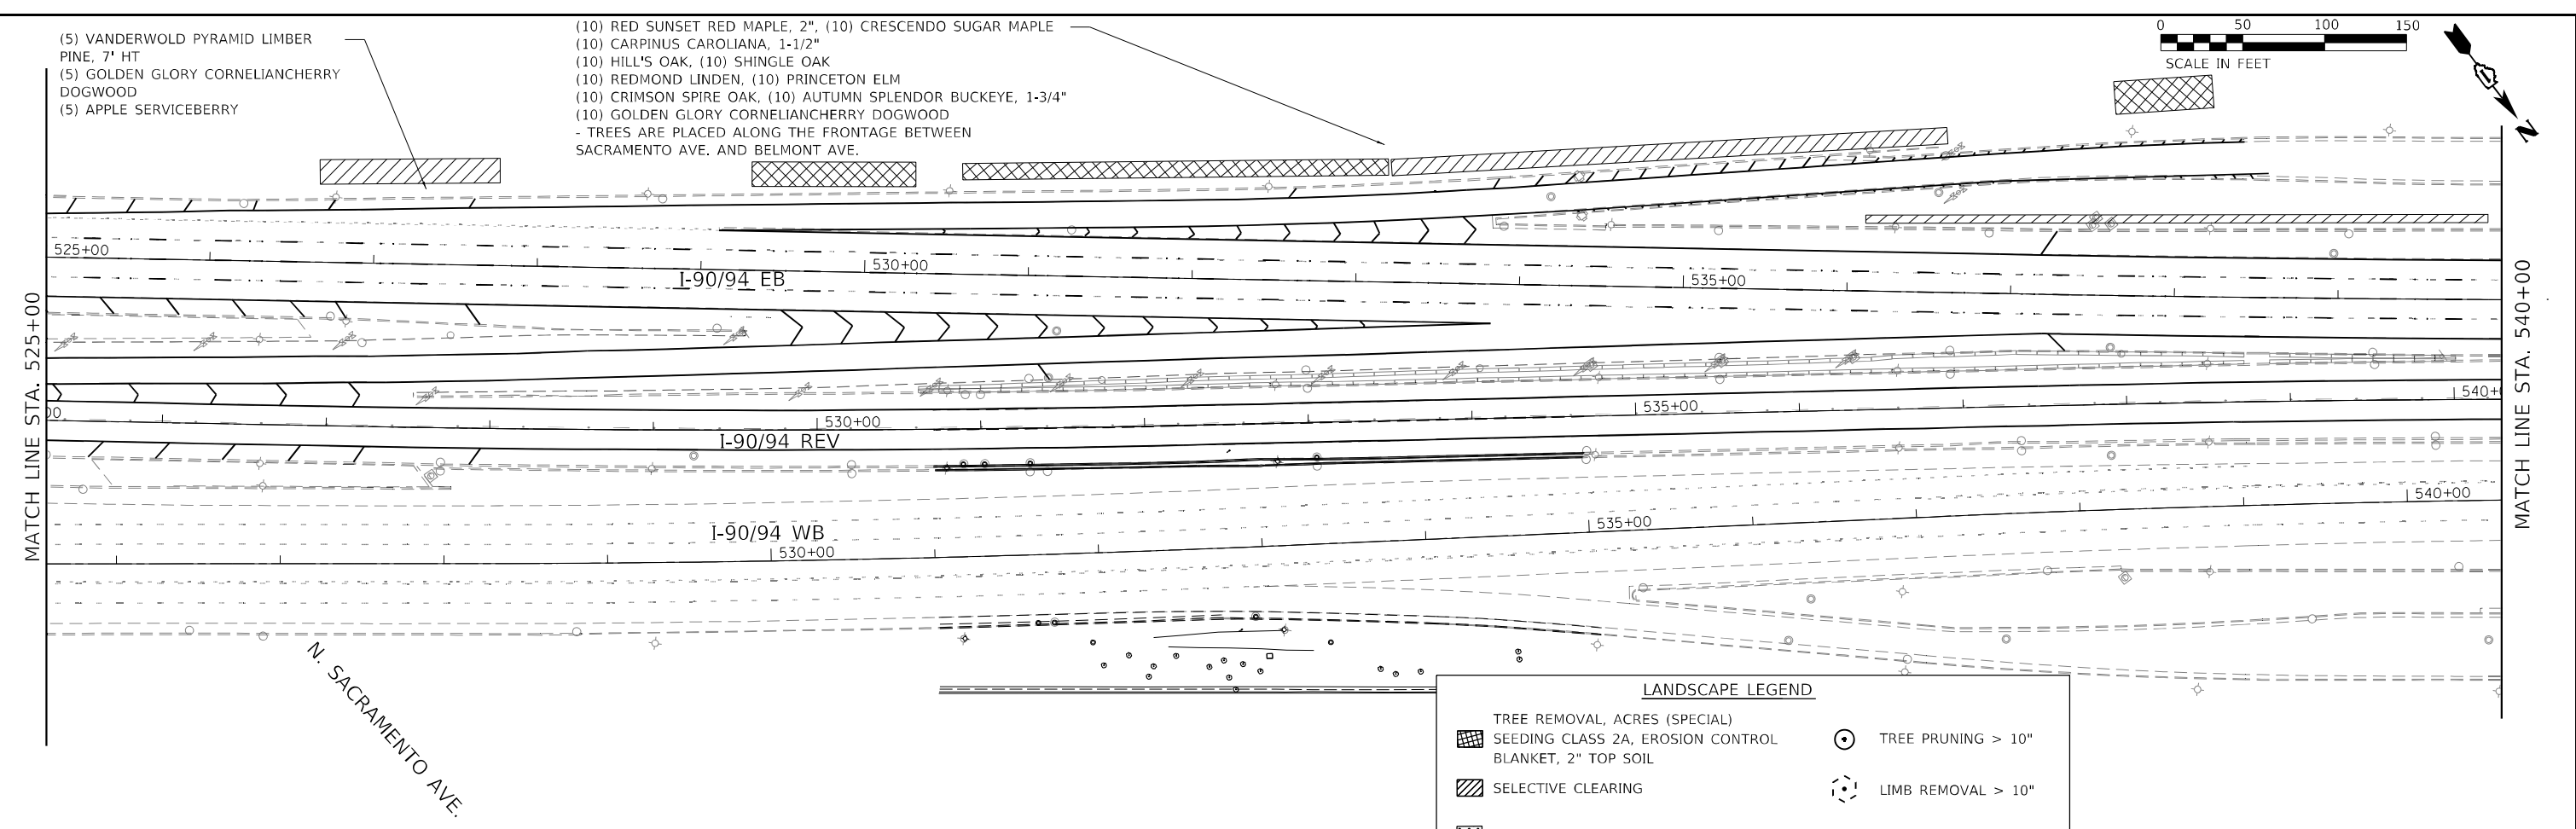 (5) VANDERWOLD PYRAMID LIMBER
PINE, 7' HT
(5) GOLDEN GLORY CORNELIANCHERRY
DOGWOOD
(5) APPLE SERVICEBERRY
(10) RED SUNSET RED MAPLE, 2", (10) CRESCENDO SUGAR MAPLE
(10) CARPINUS CAROLIANA, 1-1/2"
(10) HILL'S OAK, (10) SHINGLE OAK
(10) REDMOND LINDEN, (10) PRINCETON ELM
(10) CRIMSON SPIRE OAK, (10) AUTUMN SPLENDOR BUCKEYE, 1-3/4"
(10) GOLDEN GLORY CORNELIANCHERRY DOGWOOD
- TREES ARE PLACED ALONG THE FRONTAGE BETWEEN
SACRAMENTO AVE. AND BELMONT AVE.
0 50 100 150
SCALE IN FEET
N
MATCH LINE STA. 525+00
MATCH LINE STA. 540+00
525+00
530+00
535+00
I-90/94 EB
00
530+00
535+00
540+
I-90/94 REV
540+00
535+00
530+00
I-90/94 WB
N. SACRAMENTO AVE.
LANDSCAPE LEGEND
TREE REMOVAL, ACRES (SPECIAL)
SEEDING CLASS 2A, EROSION CONTROL
BLANKET, 2" TOP SOIL
TREE PRUNING > 10"
SELECTIVE CLEARING
LIMB REMOVAL > 10"